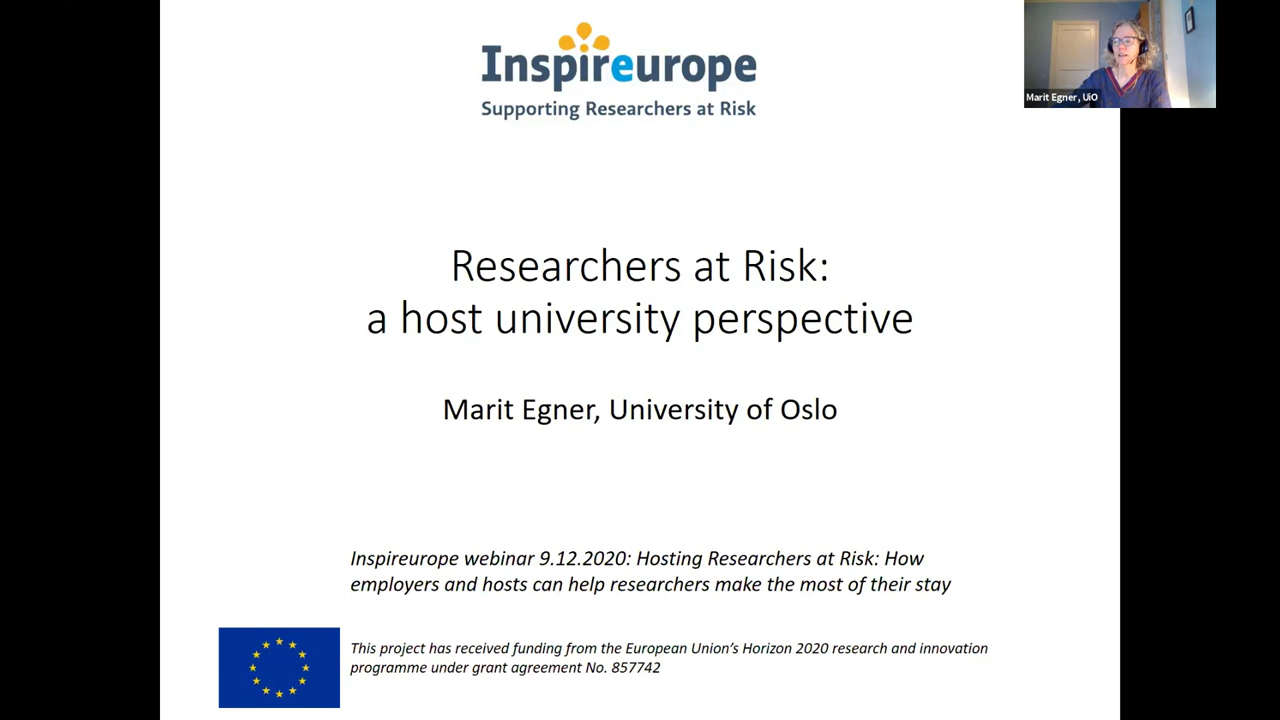 Inspireurope
Supporting Researchers at Risk
Marit Egner, UiO
Researchers at Risk:
a host university perspective
Marit Egner, University of Oslo
Inspireurope webinar 9.12.2020: Hosting Researchers at Risk: How
employers and hosts can help researchers make the most of their stay
This project has received funding from the European Union's Horizon 2020 research and innovation
programme under grant agreement No. 857742